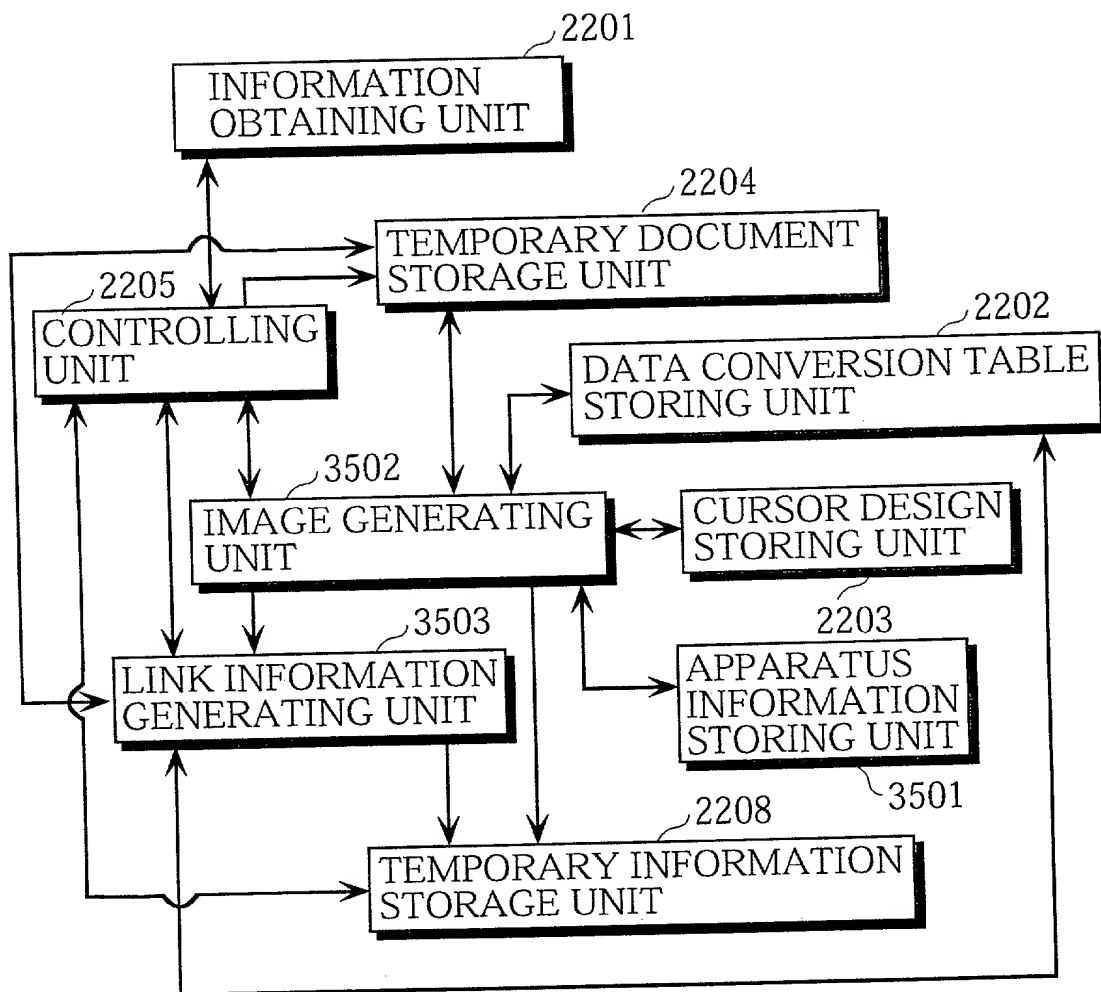 2201
INFORMATION
OBTAINING UNIT
2204
TEMPORARY DOCUMENT
STORAGE UNIT
2205
CONTROLLING
UNIT
2202
DATA CONVERSION TABLE
STORING UNIT
3502
IMAGE GENERATING
UNIT
CURSOR DESIGN
STORING UNIT
2203
3503
LINK INFORMATION
GENERATING UNIT
APPARATUS
INFORMATION
STORING UNIT
3501
2208
TEMPORARY INFORMATION
STORAGE UNIT